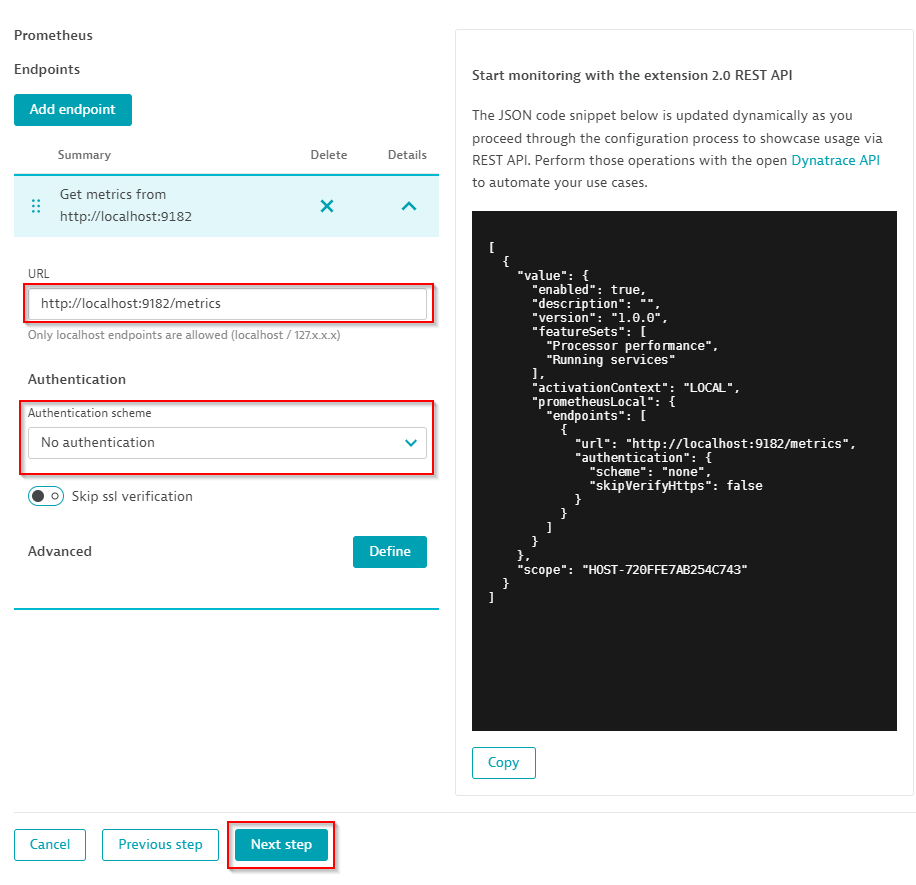 Prometheus
Endpoints
Add endpoint
Summary Delete Details
Get metrics from
http://localhost:9182
URL
http://localhost:9182/metrics
Only localhost endpoints are allowed (localhost / 127.x.x.x)
Authentication
Authentication scheme
No authentication
Skip ssl verification
Advanced
Define
Start monitoring with the extension 2.0 REST API
The JSON code snippet below is updated dynamically as you
proceed through the configuration process to showcase usage via
REST API. Perform those operations with the open Dynatrace API
to automate your use cases.
[
  {
    "value": {
      "enabled": true,
      "description": "",
      "version": "1.0.0",
      "featureSets": [
        "Processor performance",
        "Running services"
      ],
      "activationContext": "LOCAL",
      "prometheusLocal": {
        "endpoints": [
          {
            "url": "http://localhost:9182/metrics",
            "authentication": {
              "scheme": "none",
              "skipVerifyHttps": false
            }
          }
        ]
      }
    },
    "scope": "HOST-720FFE7AB254C743"
  }
]
Copy
Cancel
Previous step
Next step